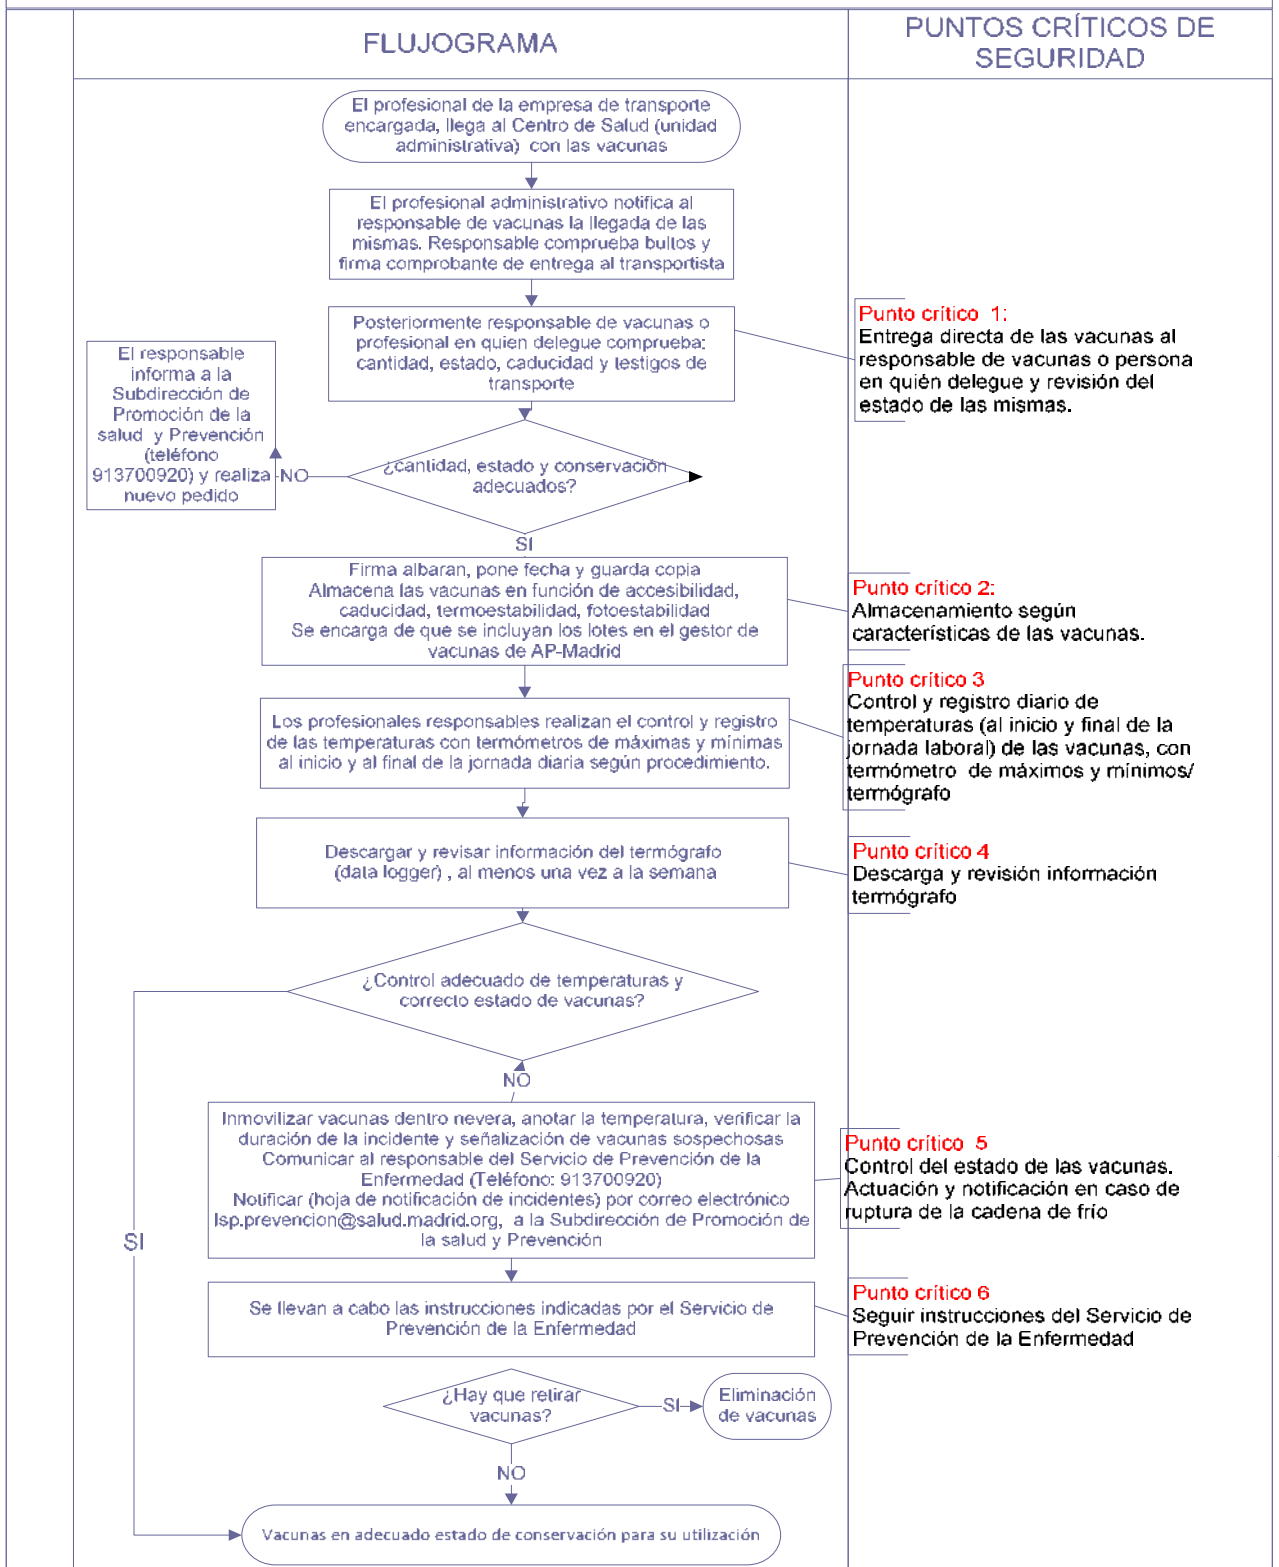 FLUJOGRAMA
PUNTOS CRÍTICOS DE
SEGURIDAD
El profesional de la empresa de transporte
encargada, llega al Centro de Salud (unidad
administrativa) con las vacunas
El profesional administrativo notifica al
responsable de vacunas la llegada de las
mismas. Responsable comprueba bultos y
firma comprobante de entrega al transportista
Posteriormente responsable de vacunas o
profesional en quien delegue comprueba:
cantidad, estado, caducidad y testigos de
transporte
Punto crítico 1:
Entrega directa de las vacunas al
responsable de vacunas o persona
en quién delegue y revisión del
estado de las mismas.
El responsable
informa a la
Subdirección de
Promoción de la
salud y Prevención
(teléfono
913700920) y realiza
nuevo pedido
NO
¿cantidad, estado y conservación
adecuados?
SI
Firma albaran, pone fecha y guarda copia
Almacena las vacunas en función de accesibilidad,
caducidad, termoestabilidad, fotoestabilidad
Se encarga de que se incluyan los lotes en el gestor de
vacunas de AP-Madrid
Punto crítico 2:
Almacenamiento según
características de las vacunas.
Los profesionales responsables realizan el control y registro
de las temperaturas con termómetros de máximas y mínimas
al inicio y al final de la jornada diaria según procedimiento.
Punto crítico 3
Control y registro diario de
temperaturas (al inicio y final de la
jornada laboral) de las vacunas, con
termómetro de máximos y mínimos/
termógrafo
Descargar y revisar información del termógrafo
(data logger) , al menos una vez a la semana
Punto crítico 4
Descarga y revisión información
termógrafo
¿Control adecuado de temperaturas y
correcto estado de vacunas?
NO
SI
Inmovilizar vacunas dentro nevera, anotar la temperatura, verificar la
duración de la incidente y señalización de vacunas sospechosas
Comunicar al responsable del Servicio de Prevención de la
Enfermedad (Teléfono: 913700920)
Notificar (hoja de notificación de incidentes) por correo electrónico
Isp.prevencion@salud.madrid.org, a la Subdirección de Promoción de
la salud y Prevención
Punto crítico 5
Control del estado de las vacunas.
Actuación y notificación en caso de
ruptura de la cadena de frío
Se llevan a cabo las instrucciones indicadas por el Servicio de
Prevención de la Enfermedad
Punto crítico 6
Seguir instrucciones del Servicio de
Prevención de la Enfermedad
¿Hay que retirar
vacunas?
SI
Eliminación
de vacunas
NO
Vacunas en adecuado estado de conservación para su utilización